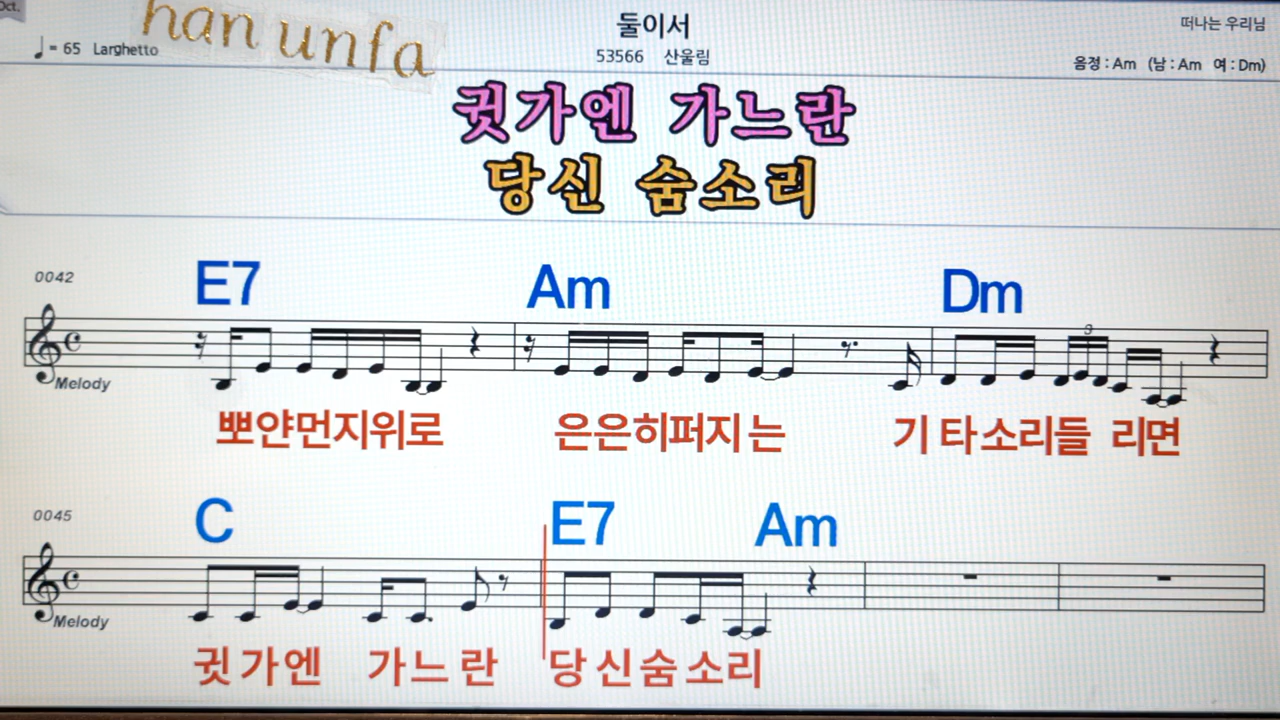 Oct.
han unfa
♩= 65 Larghetto
둘이서
53566 산울림
떠나는 우리님
음정 : Am (남 : Am 여 : Dm)
귓가엔 가느란
당신 숨소리
0042
E7 Am Dm
3
Melody
뽀얀먼지위로 은은히퍼지는 기타소리들 리면
0045
C E7 Am
Melody
귓가엔 가느란 당신숨소리